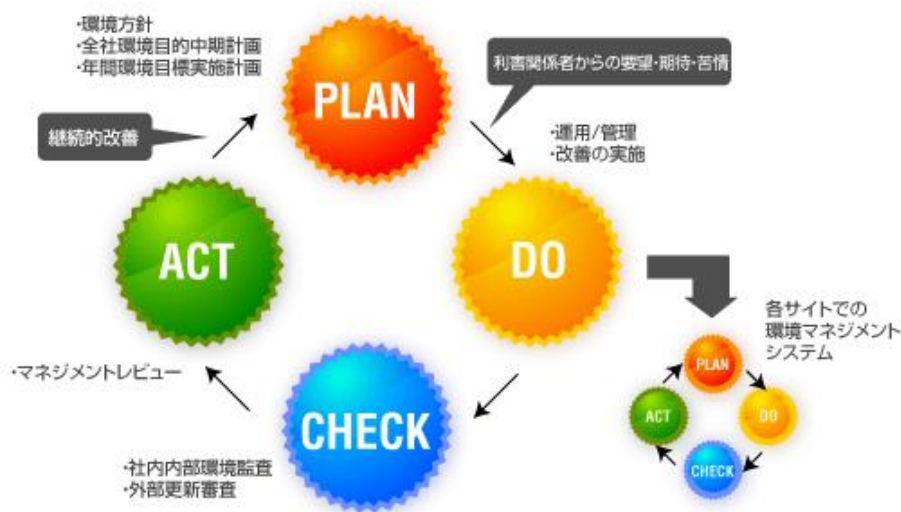 ・環境方針
・全社環境目的中期計画
・年間環境目標実施計画
PLAN
利害関係者からの要望・期待・苦情
継続的改善
・運用/管理
・改善の実施
ACT
DO
各サイトでの
環境マネジメント
システム
・マネジメントレビュー
CHECK
・社内内部環境監査
・外部更新審査
PLAN
ACT
DO
CHECK